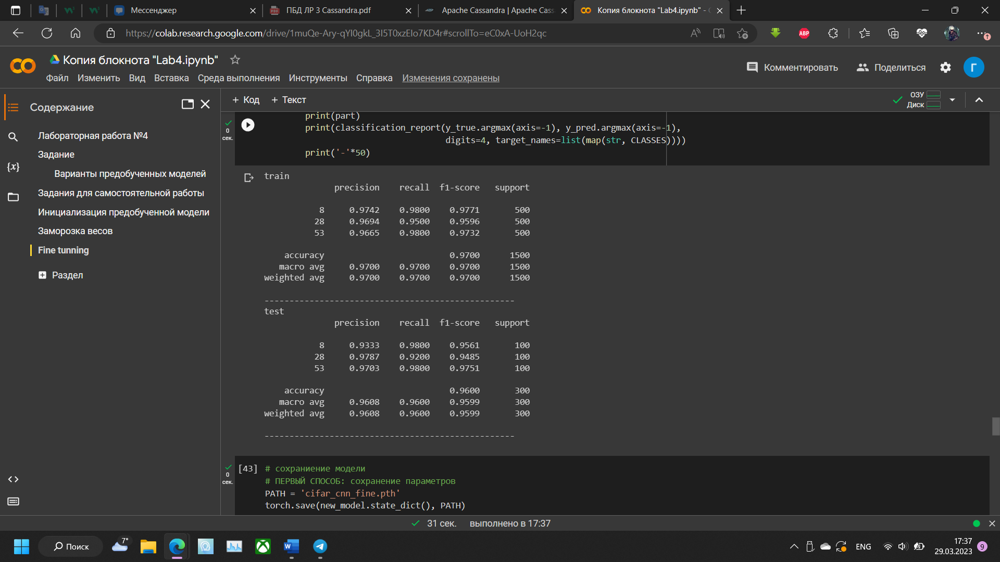 Мессенджер
ПБД ЛР 3 Cassandra.pdf
Apache Cassandra | Apache Cass
Копия блокнота "Lab4.ipynb" - C
https://colab.research.google.com/drive/1muQe-Ary-qYI0gkL_3I5T0xzEIo7KD4r#scrollTo=eC0xA-UoH2qc
ABP
Копия блокнота "Lab4.ipynb"
Файл Изменить Вид Вставка Среда выполнения Инструменты Справка Изменения сохранены
Комментировать
Поделиться
Г
Содержание
Лабораторная работа №4
Задание
Варианты предобученных моделей
Задания для самостоятельной работы
Инициализация предобученной модели
Заморозка весов
Fine tunning
Раздел
+ Код + Текст
ОЗУ
Диск
0
сек.
print(part)
print(classification_report(y_true.argmax(axis=-1), y_pred.argmax(axis=-1),
digits=4, target_names=list(map(str, CLASSES))))
print('-'*50)
train
precision recall f1-score support
8 0.9742 0.9800 0.9771 500
28 0.9694 0.9500 0.9596 500
53 0.9665 0.9800 0.9732 500
accuracy 0.9700 1500
macro avg 0.9700 0.9700 0.9700 1500
weighted avg 0.9700 0.9700 0.9700 1500
--------------------------------------------------
test
precision recall f1-score support
8 0.9333 0.9800 0.9561 100
28 0.9787 0.9200 0.9485 100
53 0.9703 0.9800 0.9751 100
accuracy 0.9600 300
macro avg 0.9608 0.9600 0.9599 300
weighted avg 0.9608 0.9600 0.9599 300
--------------------------------------------------
0
сек.
[43] # сохраниение модели
# ПЕРВЫЙ СПОСОБ: сохранение параметров
PATH = 'cifar_cnn_fine.pth'
torch.save(new_model.state_dict(), PATH)
31 сек. выполнено в 17:37
Поиск
7°
ENG
17:37
29.03.2023
9